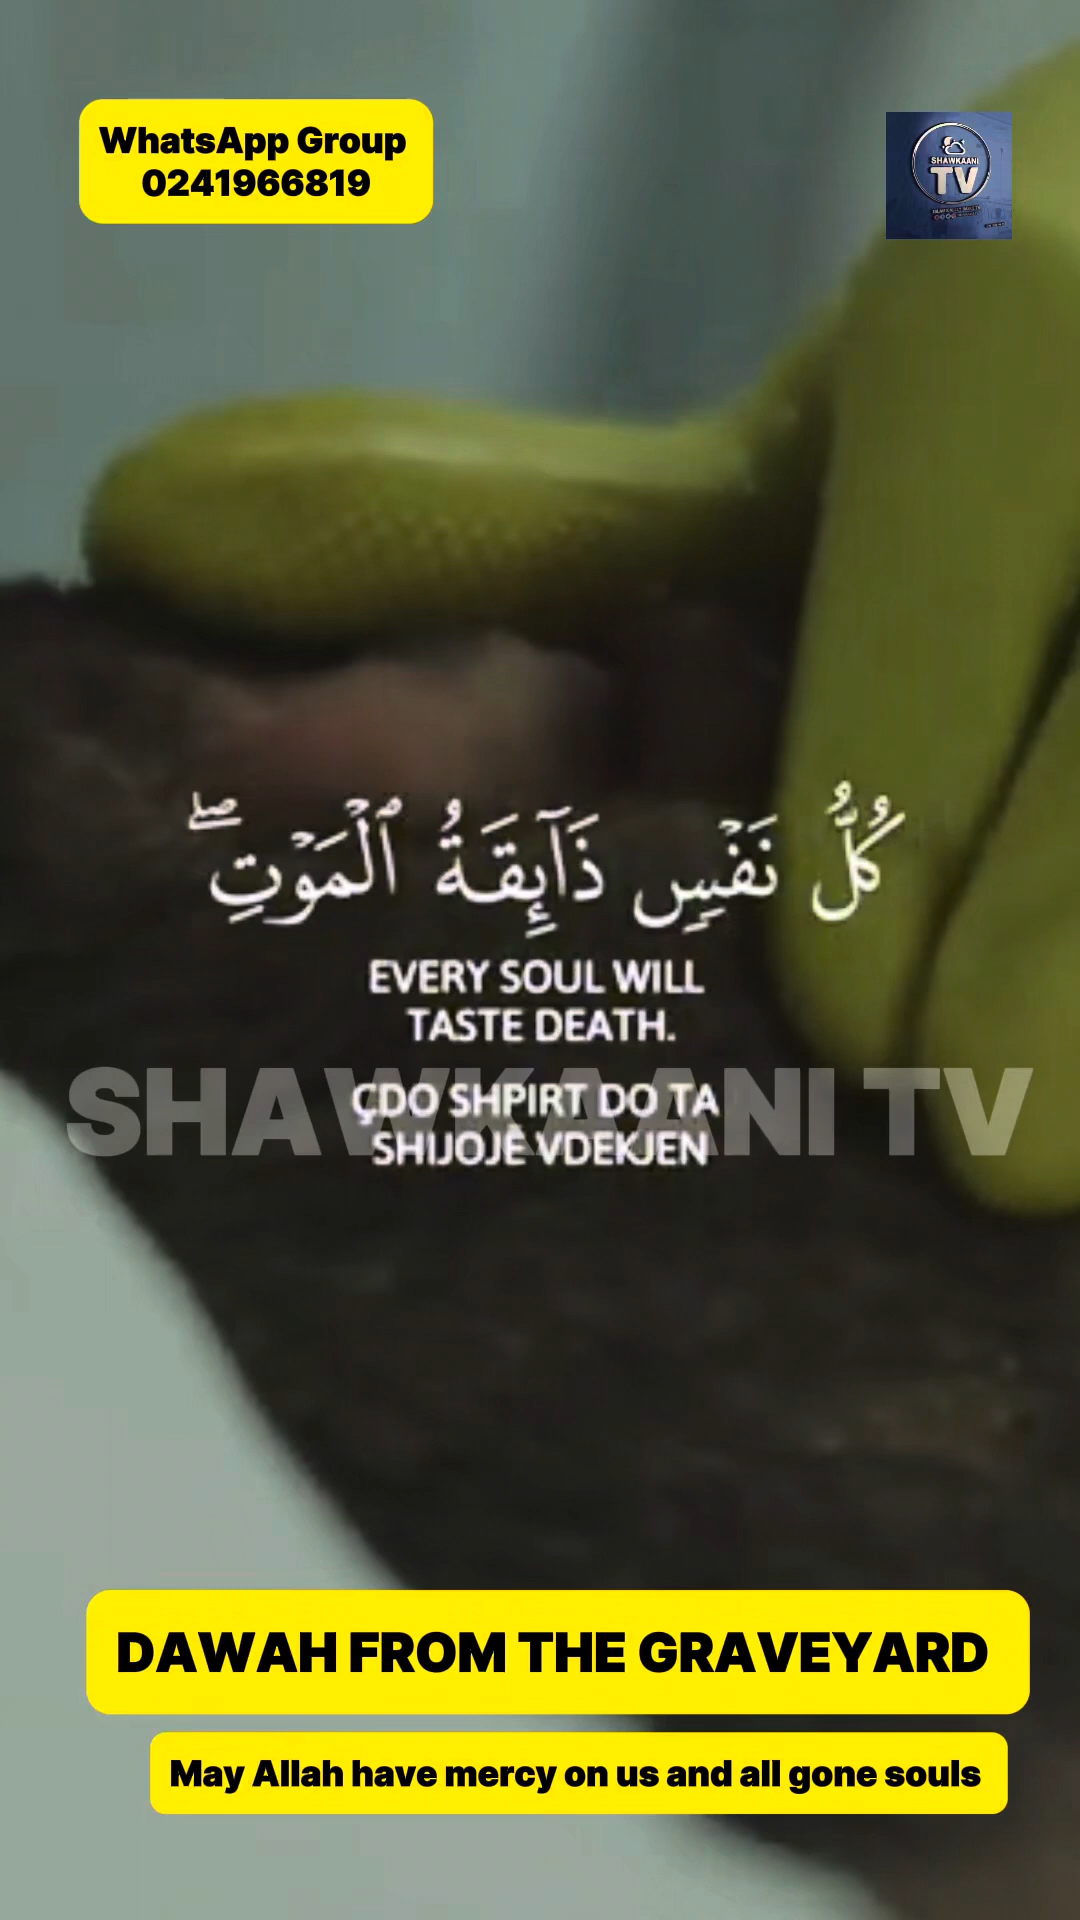 WhatsApp Group
0241966819
SHAWKAANI
TV
كُلُّ نَفْسٍ ذَآئِقَةُ ٱلْمَوْتِ ۖ
EVERY SOUL WILL
TASTE DEATH.
SHAWKAANI TV
ÇDO SHPIRT DO TA
SHIJOJË VDEKJEN
DAWAH FROM THE GRAVEYARD
May Allah have mercy on us and all gone souls